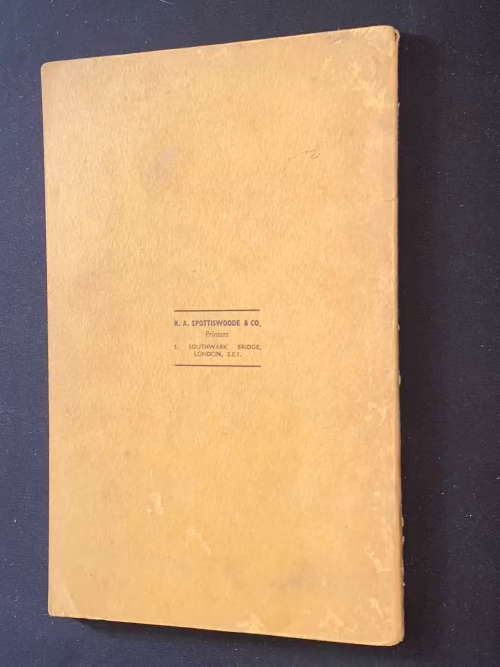 R. A. SPOTTISWOODE & CO.
Printers
1. SOUTHWARK BRIDGE,
LONDON, S.E.1.